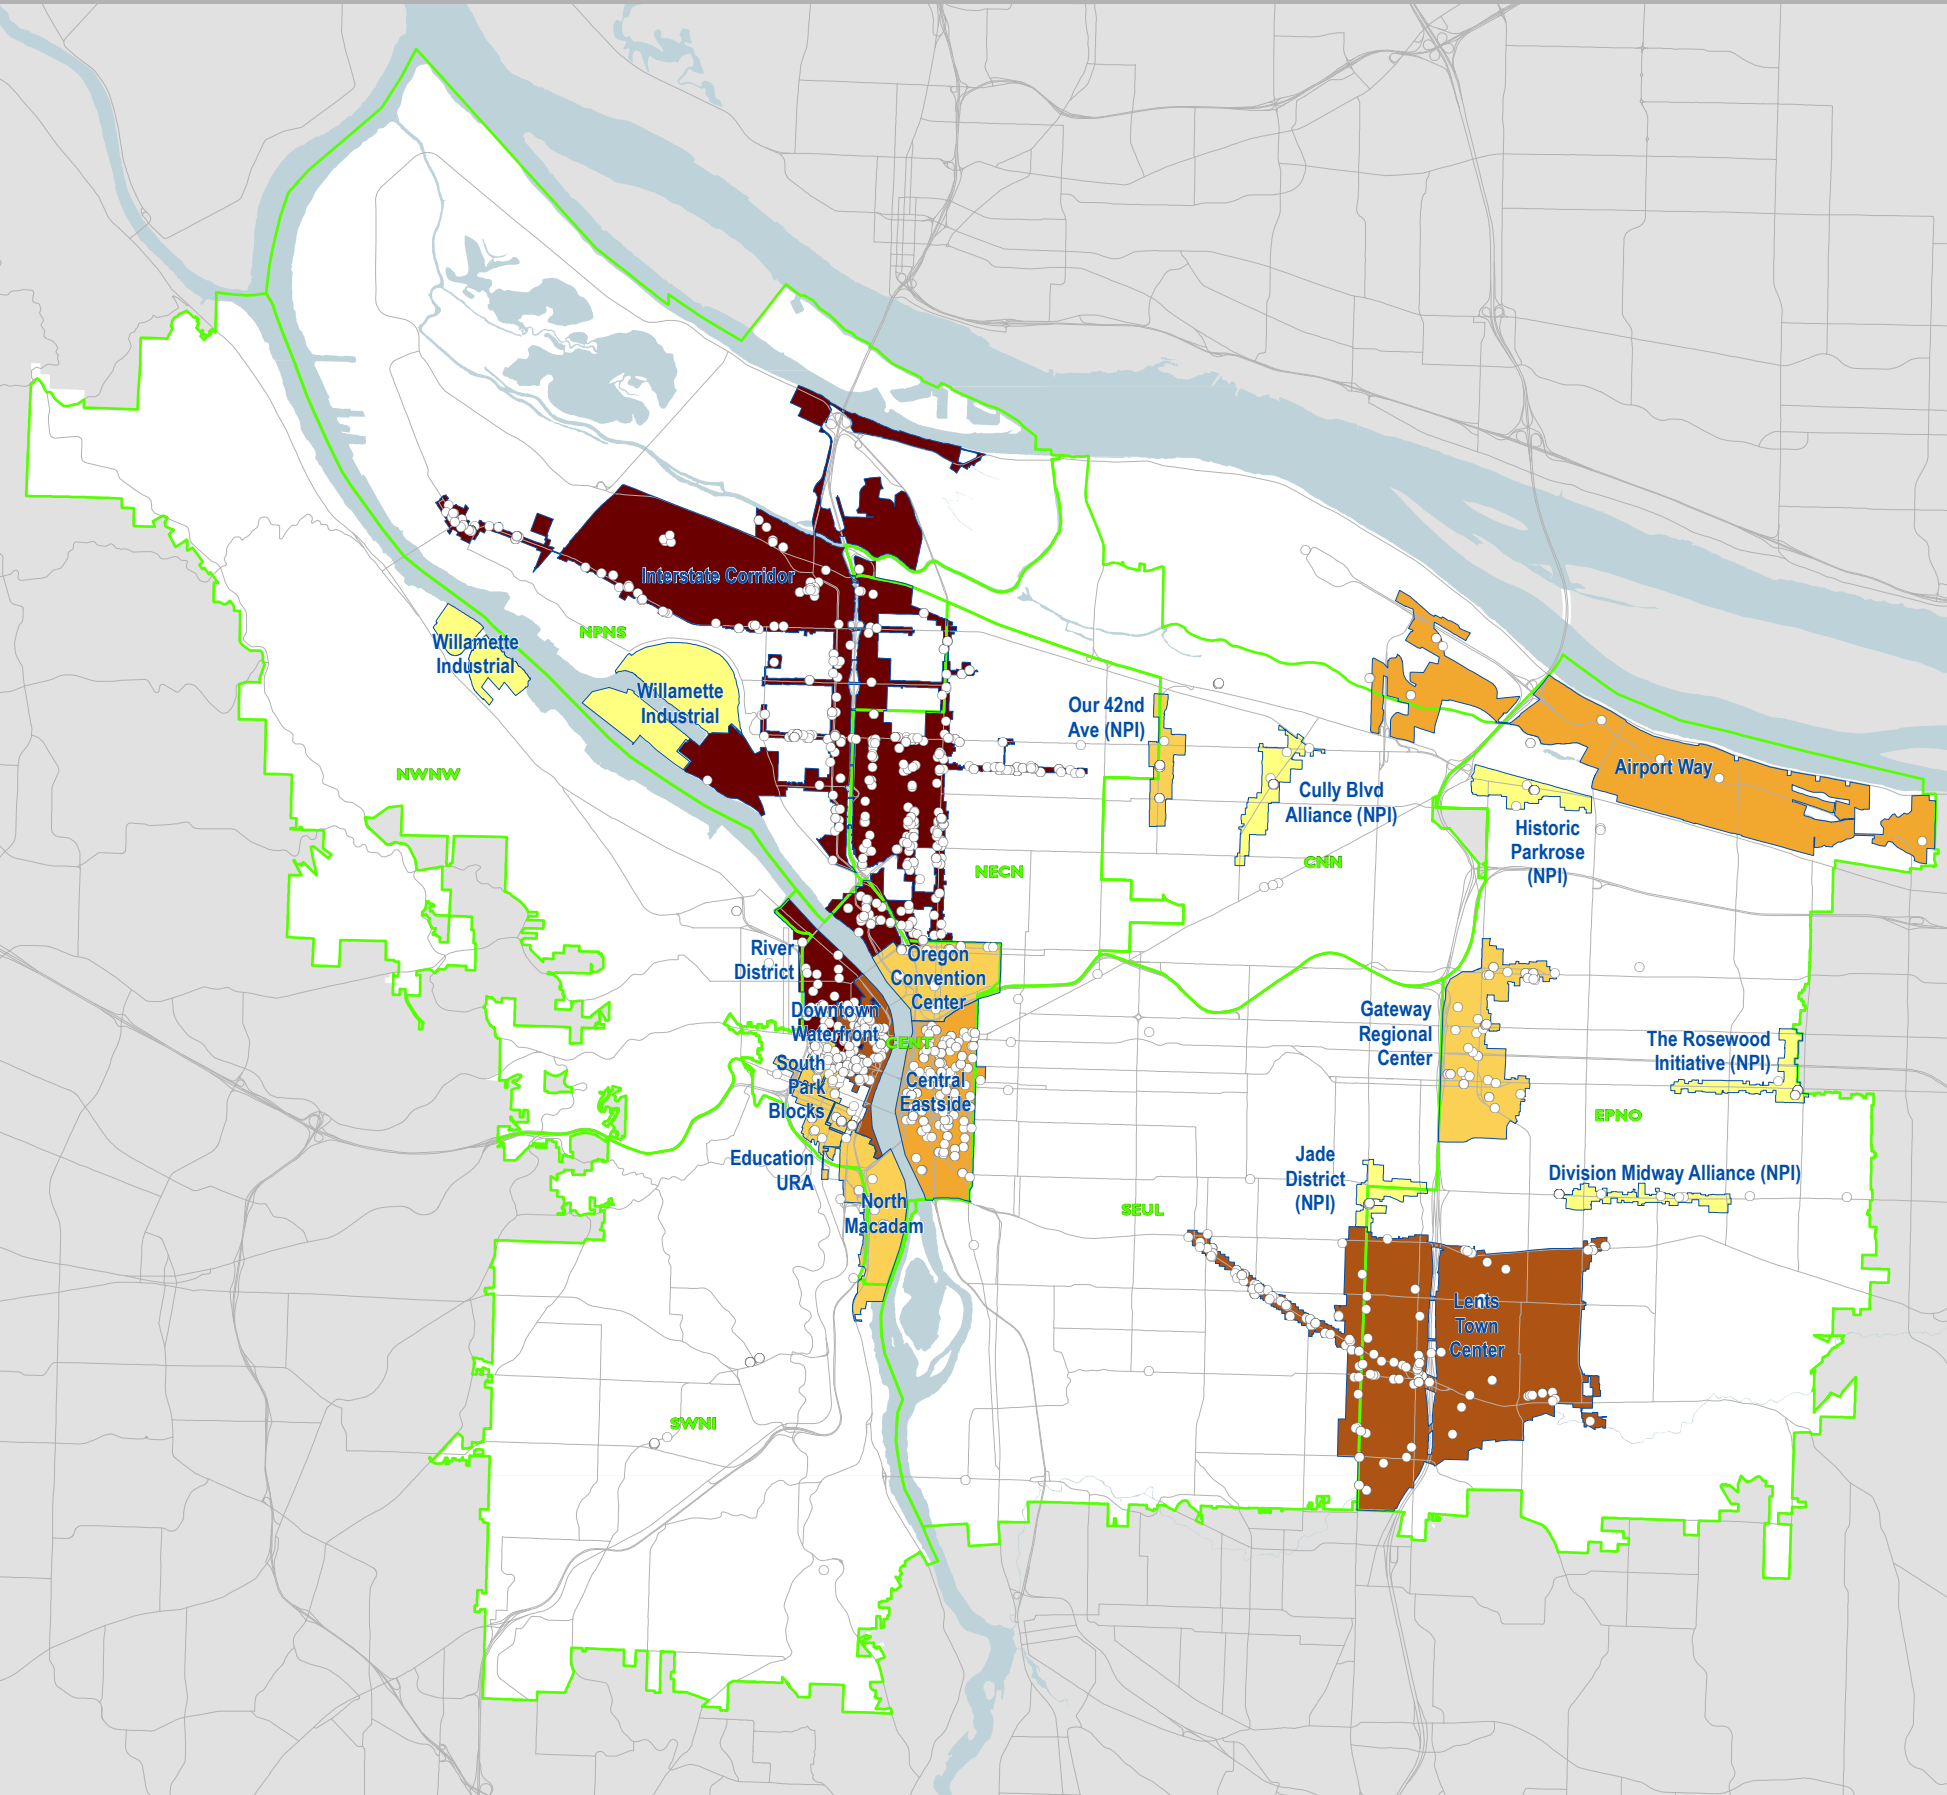 Interstate Corridor
NPNS
Willamette
Industrial
Willamette
Industrial
Our 42nd
Ave (NPI)
NWNW
Airport Way
Cully Blvd
Alliance (NPI)
Historic
Parkrose
(NPI)
CNN
NECN
River
District
Oregon
Convention
Center
Downtown
Waterfront
Gateway
Regional
Center
CENT
The Rosewood
Initiative (NPI)
South
Park
Blocks
Central
Eastside
EPNO
Education
URA
Jade
District
(NPI)
Division Midway Alliance (NPI)
North
Macadam
SEUL
Lents
Town
Center
SWNI